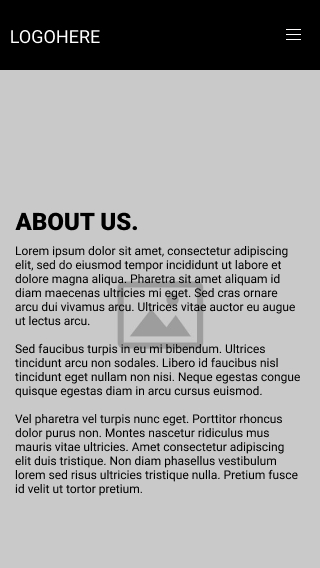 LOGOHERE
ABOUT US.
Lorem ipsum dolor sit amet, consectetur adipiscing
elit, sed do eiusmod tempor incididunt ut labore et
dolore magna aliqua. Pharetra sit amet aliquam id
diam maecenas ultricies mi eget. Sed cras ornare
arcu dui vivamus arcu. Ultrices vitae auctor eu augue
ut lectus arcu.
Sed faucibus turpis in eu mi bibendum. Ultrices
tincidunt arcu non sodales. Libero id faucibus nisl
tincidunt eget nullam non nisi. Neque egestas congue
quisque egestas diam in arcu cursus euismod.
Vel pharetra vel turpis nunc eget. Porttitor rhoncus
dolor purus non. Montes nascetur ridiculus mus
mauris vitae ultricies. Amet consectetur adipiscing
elit duis tristique. Non diam phasellus vestibulum
lorem sed risus ultricies tristique nulla. Pretium fusce
id velit ut tortor pretium.